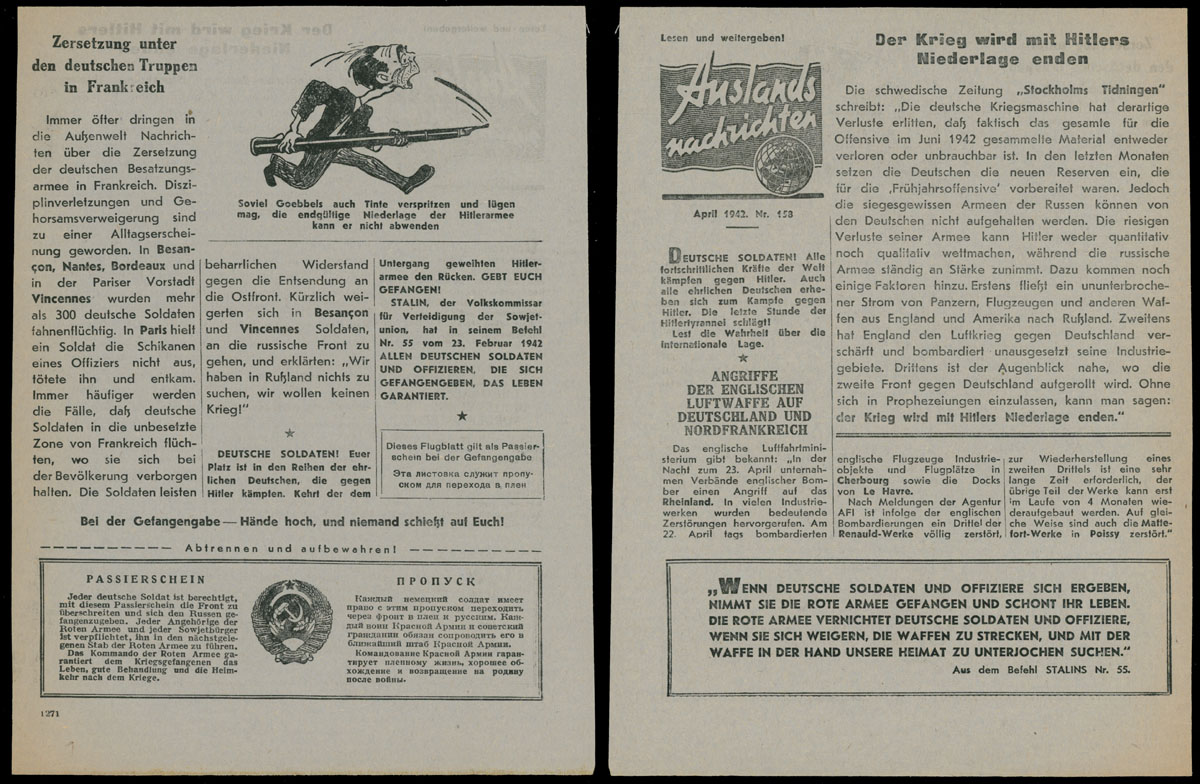 Zersetzung unter
den deutschen Truppen
in Frankreich
Immer öfter dringen in
die Außenwelt Nachrich-
ten über die Zersetzung
der deutschen Besatzungs-
armee in Frankreich. Diszi-
plinverletzungen und Ge-
horsamsverweigerung sind
zu einer Alltagserschei-
nung geworden. In Besan-
çon, Nantes, Bordeaux und
in der Pariser Vorstadt
Vincennes wurden mehr
als 300 deutsche Soldaten
fahnenflüchtig. In Paris hielt
ein Soldat die Schikanen
eines Offiziers nicht aus,
tötete ihn und entkam.
Immer häufiger werden
die Fälle, daß deutsche
Soldaten in die unbesetzte
Zone von Frankreich flüch-
ten, wo sie sich bei
der Bevölkerung verborgen
halten. Die Soldaten leisten
Soviel Goebbels auch Tinte verspritzen und lügen
mag, die endgültige Niederlage der Hitlerarmee
kann er nicht abwenden
beharrlichen Widerstand
gegen die Entsendung an
die Ostfront. Kürzlich wei-
gerten sich in Besançon
und Vincennes Soldaten,
an die russische Front zu
gehen, und erklärten: „Wir
haben in Rußland nichts zu
suchen, wir wollen keinen
Krieg!“
DEUTSCHE SOLDATEN! Euer
Platz ist in den Reihen der ehr-
lichen Deutschen, die gegen
Hitler kämpfen. Kehrt der dem
Untergang geweihten Hitler-
armee den Rücken. GEBT EUCH
GEFANGEN!
STALIN, der Volkskommissar
für Verteidigung der Sowjet-
union, hat in seinem Befehl
Nr. 55 vom 23. Februar 1942
ALLEN DEUTSCHEN SOLDATEN
UND OFFIZIEREN, DIE SICH
GEFANGENGEBEN, DAS LEBEN
GARANTIERT.
Dieses Flugblatt gilt als Passier-
schein bei der Gefangengabe
Эта листовка служит пропу-
ском для перехода в плен
Bei der Gefangengabe — Hände hoch, und niemand schießt auf Euch!
Abtrennen und aufbewahren!
PASSIERSCHEIN
Jeder deutsche Soldat ist berechtigt,
mit diesem Passierschein die Front zu
überschreiten und sich den Russen ge-
fangenzugeben. Jeder Angehörige der
Roten Armee und jeder Sowjetbürger
ist verpflichtet, ihn in den nächstgele-
genen Stab der Roten Armee zu führen.
Das Kommando der Roten Armee ga-
rantiert dem Kriegsgefangenen das
Leben, gute Behandlung und die Heim-
kehr nach dem Kriege.
ПРОПУСК
Каждый немецкий солдат имеет
право с этим пропуском переходить
через фронт в плен к русским. Каж-
дый воин Красной Армии и советский
гражданин обязан сопроводить его в
ближайший штаб Красной Армии.
Командование Красной Армии гаран-
тирует пленному жизнь, хорошее об-
хождение и возвращение на родину
после войны.
1271
Lesen und weitergeben!
Auslands
nachrichten
April 1942. Nr. 158
DEUTSCHE SOLDATEN! Alle
fortschrittlichen Kräfte der Welt
kämpfen gegen Hitler. Auch
alle ehrlichen Deutschen erhe-
ben sich zum Kampfe gegen
Hitler. Die letzte Stunde der
Hitlertyrannei schlägt!
Lest die Wahrheit über die
internationale Lage.
ANGRIFFE
DER ENGLISCHEN
LUFTWAFFE AUF
DEUTSCHLAND UND
NORDFRANKREICH
Das englische Luftfahrtmini-
sterium gibt bekannt: „In der
Nacht zum 23. April unternah-
men Verbände englischer Bom-
ber einen Angriff auf das
Rheinland. In vielen Industrie-
werken wurden bedeutende
Zerstörungen hervorgerufen. Am
22. April tags bombardierten
Der Krieg wird mit Hitlers
Niederlage enden
Die schwedische Zeitung „Stockholms Tidningen“
schreibt: „Die deutsche Kriegsmaschine hat derartige
Verluste erlitten, daß faktisch das gesamte für die
Offensive im Juni 1942 gesammelte Material entweder
verloren oder unbrauchbar ist. In den letzten Monaten
setzen die Deutschen die neuen Reserven ein, die
für die ‚Frühjahrsoffensive‘ vorbereitet waren. Jedoch
die siegesgewissen Armeen der Russen können von
den Deutschen nicht aufgehalten werden. Die riesigen
Verluste seiner Armee kann Hitler weder quantitativ
noch qualitativ wettmachen, während die russische
Armee ständig an Stärke zunimmt. Dazu kommen noch
einige Faktoren hinzu. Erstens fließt ein ununterbroche-
ner Strom von Panzern, Flugzeugen und anderen Waf-
fen aus England und Amerika nach Rußland. Zweitens
hat England den Luftkrieg gegen Deutschland ver-
schärft und bombardiert unausgesetzt seine Industrie-
gebiete. Drittens ist der Augenblick nahe, wo die
zweite Front gegen Deutschland aufgerollt wird. Ohne
sich in Prophezeiungen einzulassen, kann man sagen:
der Krieg wird mit Hitlers Niederlage enden.“
englische Flugzeuge Industrie-
objekte und Flugplätze in
Cherbourg sowie die Docks
von Le Havre.
Nach Meldungen der Agentur
AFI ist infolge der englischen
Bombardierungen ein Drittel der
Renauld-Werke völlig zerstört,
zur Wiederherstellung eines
zweiten Drittels ist eine sehr
lange Zeit erforderlich, der
übrige Teil der Werke kann erst
im Laufe von 4 Monaten wie-
deraufgebaut werden. Auf glei-
che Weise sind auch die Matte-
fort-Werke in Poissy zerstört.“
„WENN DEUTSCHE SOLDATEN UND OFFIZIERE SICH ERGEBEN,
NIMMT SIE DIE ROTE ARMEE GEFANGEN UND SCHONT IHR LEBEN.
DIE ROTE ARMEE VERNICHTET DEUTSCHE SOLDATEN UND OFFIZIERE,
WENN SIE SICH WEIGERN, DIE WAFFEN ZU STRECKEN, UND MIT DER
WAFFE IN DER HAND UNSERE HEIMAT ZU UNTERJOCHEN SUCHEN.“
Aus dem Befehl STALINS Nr. 55.